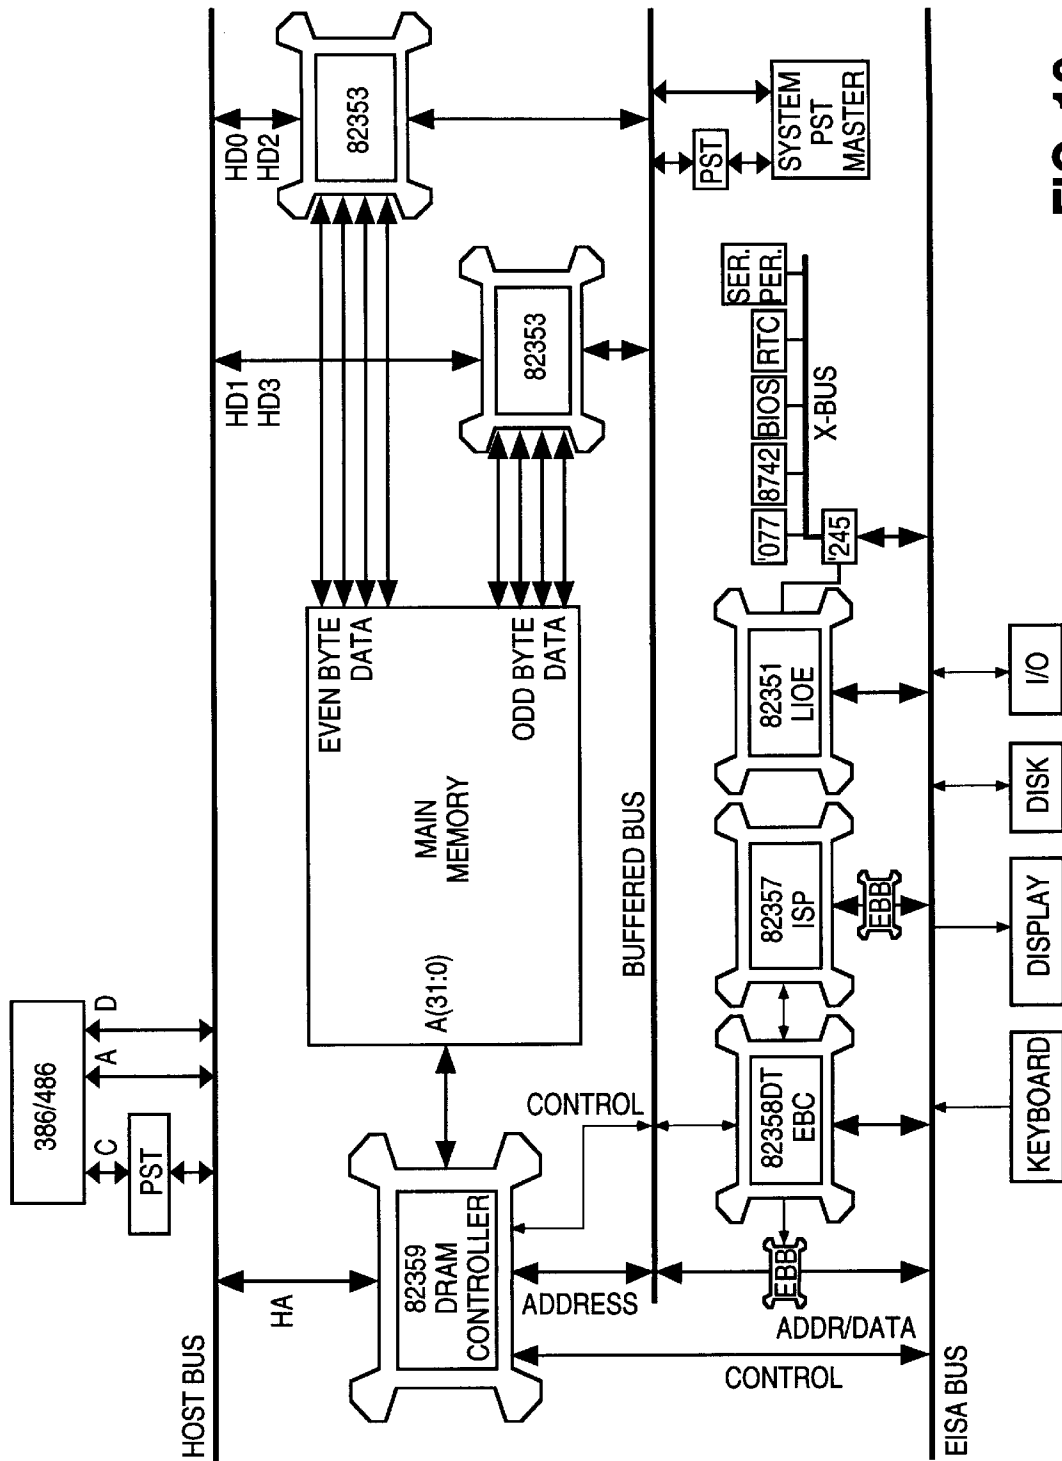 386/486
C
A
D
PST
HOST BUS
HA
HD1
HD3
HD0
HD2
82359
DRAM
CONTROLLER
A(31:0)
MAIN
MEMORY
EVEN BYTE
DATA
ODD BYTE
DATA
82353
82353
CONTROL
ADDRESS
BUFFERED BUS
PST
SYSTEM
PST
MASTER
EBB
ADDR/DATA
CONTROL
82358DT
EBC
82357
ISP
EBB
82351
LIOE
'245
'077
8742
BIOS
RTC
SER.
PER.
X-BUS
EISA BUS
KEYBOARD
DISPLAY
DISK
I/O